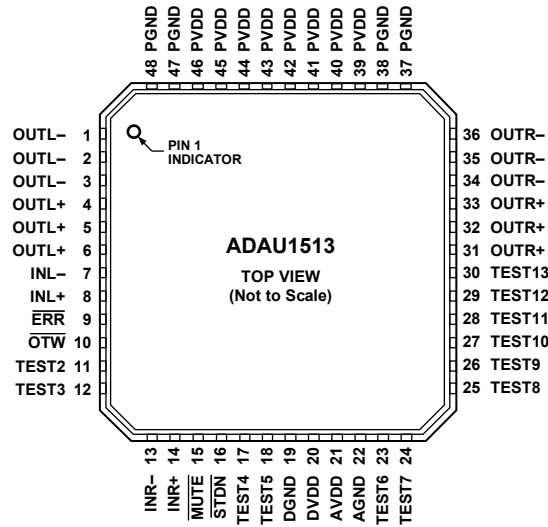 48 PGND
47 PGND
46 PVDD
45 PVDD
44 PVDD
43 PVDD
42 PVDD
41 PVDD
40 PVDD
39 PVDD
38 PGND
37 PGND
OUTL– 1
OUTL– 2
OUTL– 3
OUTL+ 4
OUTL+ 5
OUTL+ 6
INL– 7
INL+ 8
ERR 9
OTW 10
TEST2 11
TEST3 12
PIN 1
INDICATOR
ADAU1513
TOP VIEW
(Not to Scale)
36 OUTR–
35 OUTR–
34 OUTR–
33 OUTR+
32 OUTR+
31 OUTR+
30 TEST13
29 TEST12
28 TEST11
27 TEST10
26 TEST9
25 TEST8
INR– 13
INR+ 14
MUTE 15
STDN 16
TEST4 17
TEST5 18
DGND 19
DVDD 20
AVDD 21
AGND 22
TEST6 23
TEST7 24